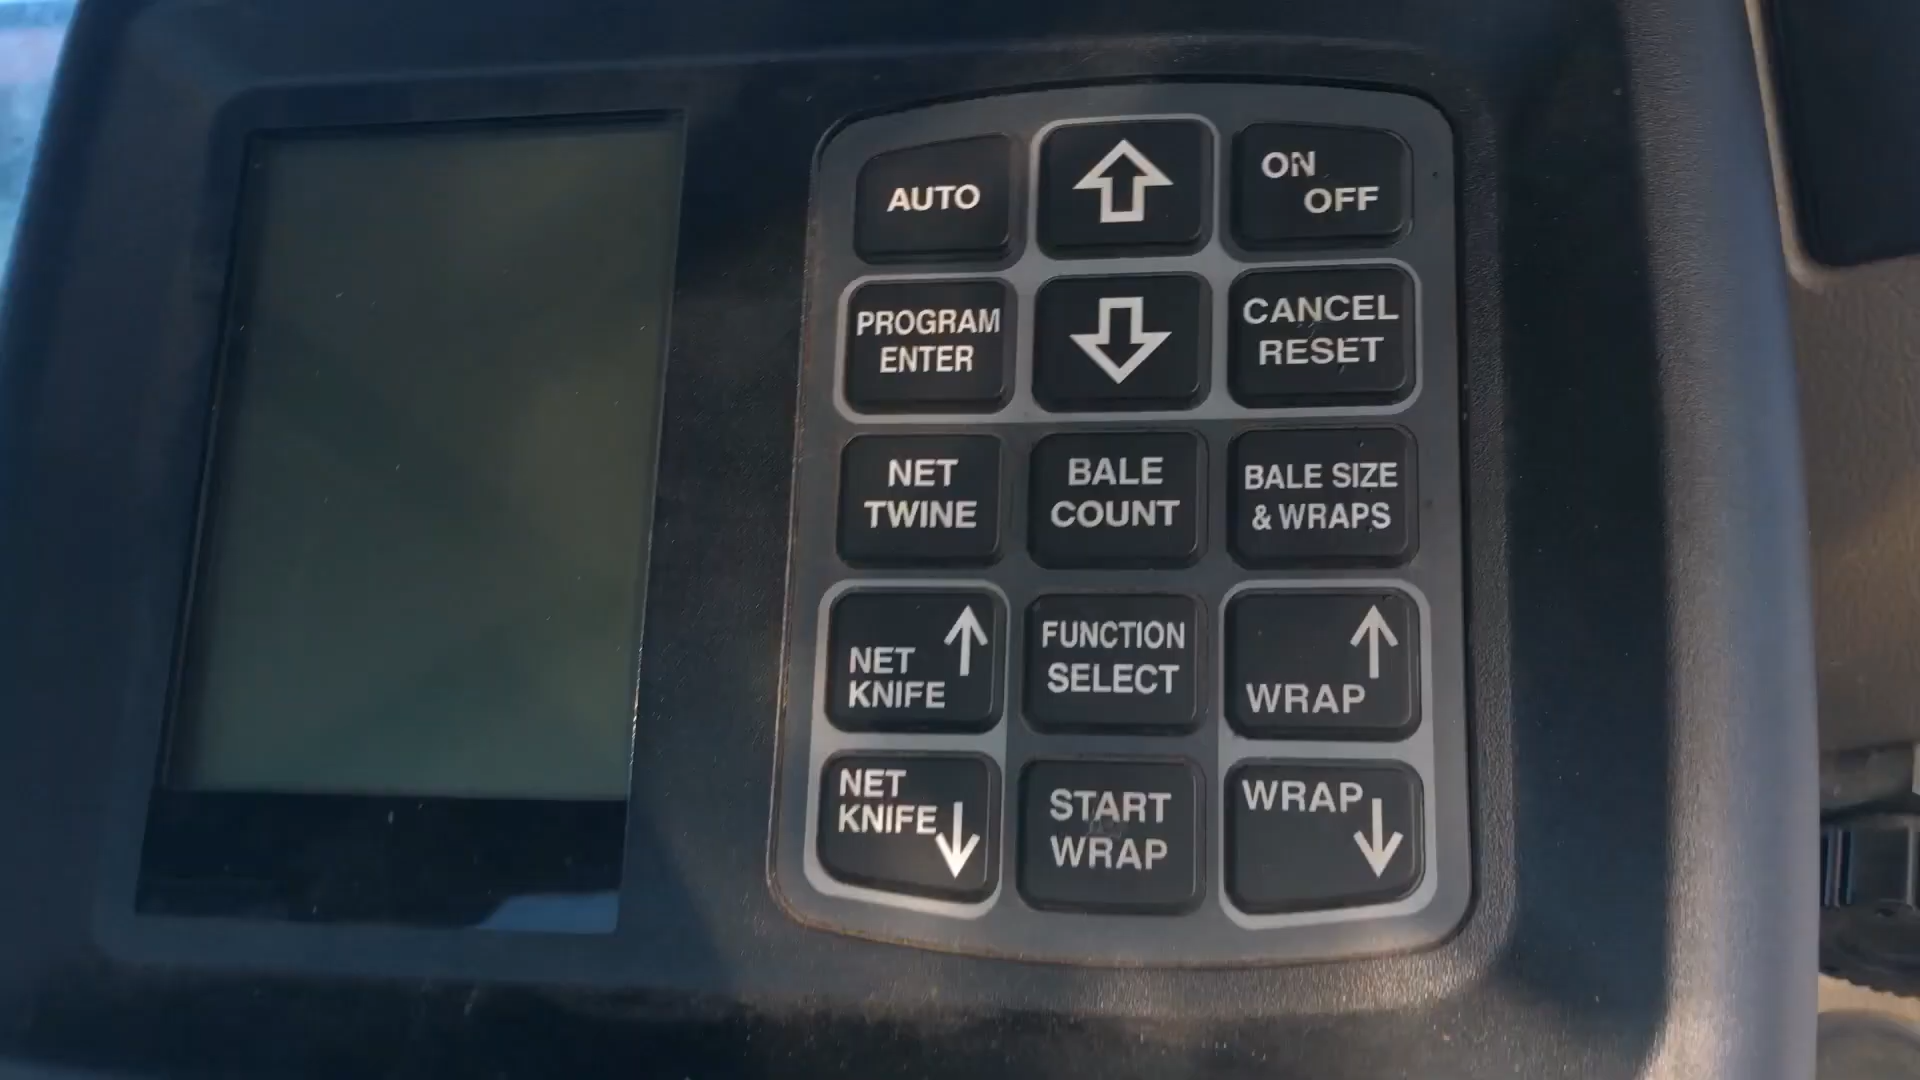 AUTO
ON
OFF
PROGRAM
ENTER
CANCEL
RESET
NET
TWINE
BALE
COUNT
BALE SIZE
& WRAPS
NET
KNIFE
FUNCTION
SELECT
WRAP
NET
KNIFE
START
WRAP
WRAP